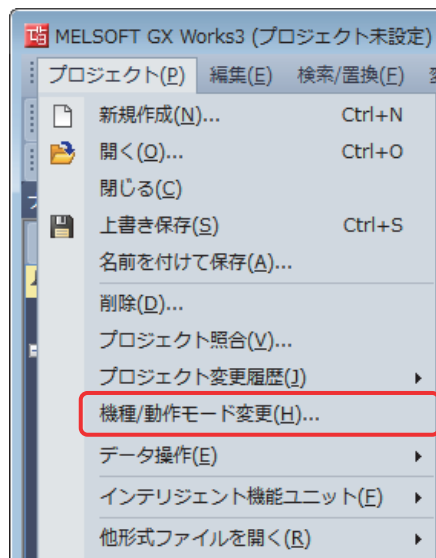 MELSOFT GX Works3 (プロジェクト未設定)
プロジェクト(P) 編集(E) 検索/置換(F)
新規作成(N)... Ctrl+N
開く(O)... Ctrl+O
閉じる(C)
上書き保存(S) Ctrl+S
名前を付けて保存(A)...
削除(D)...
プロジェクト照合(V)...
プロジェクト変更履歴(J)
機種/動作モード変更(H)...
データ操作(E)
インテリジェント機能ユニット(F)
他形式ファイルを開く(R)